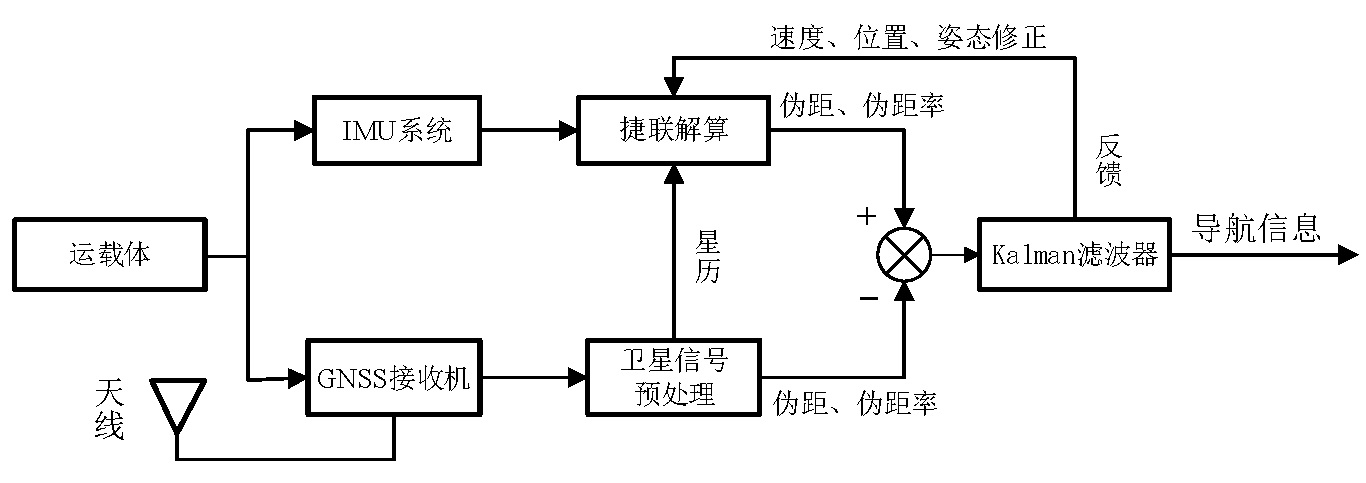 速度、位置、姿态修正
IMU系统
捷联解算
伪距、伪距率
反馈
运载体
星历
+
Kalman滤波器
导航信息
−
天线
GNSS接收机
卫星信号
预处理
伪距、伪距率